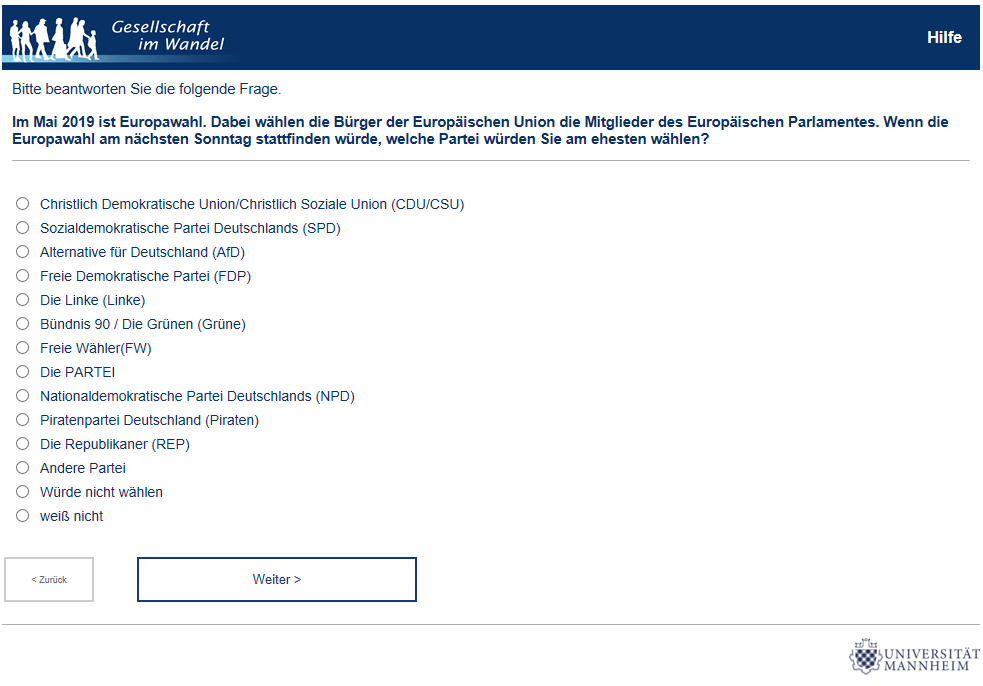 Gesellschaft
im Wandel
Hilfe
Bitte beantworten Sie die folgende Frage.
Im Mai 2019 ist Europawahl. Dabei wählen die Bürger der Europäischen Union die Mitglieder des Europäischen Parlamentes. Wenn die
Europawahl am nächsten Sonntag stattfinden würde, welche Partei würden Sie am ehesten wählen?
Christlich Demokratische Union/Christlich Soziale Union (CDU/CSU)
Sozialdemokratische Partei Deutschlands (SPD)
Alternative für Deutschland (AfD)
Freie Demokratische Partei (FDP)
Die Linke (Linke)
Bündnis 90 / Die Grünen (Grüne)
Freie Wähler(FW)
Die PARTEI
Nationaldemokratische Partei Deutschlands (NPD)
Piratenpartei Deutschland (Piraten)
Die Republikaner (REP)
Andere Partei
Würde nicht wählen
weiß nicht
< Zurück
Weiter >
UNIVERSITÄT
MANNHEIM